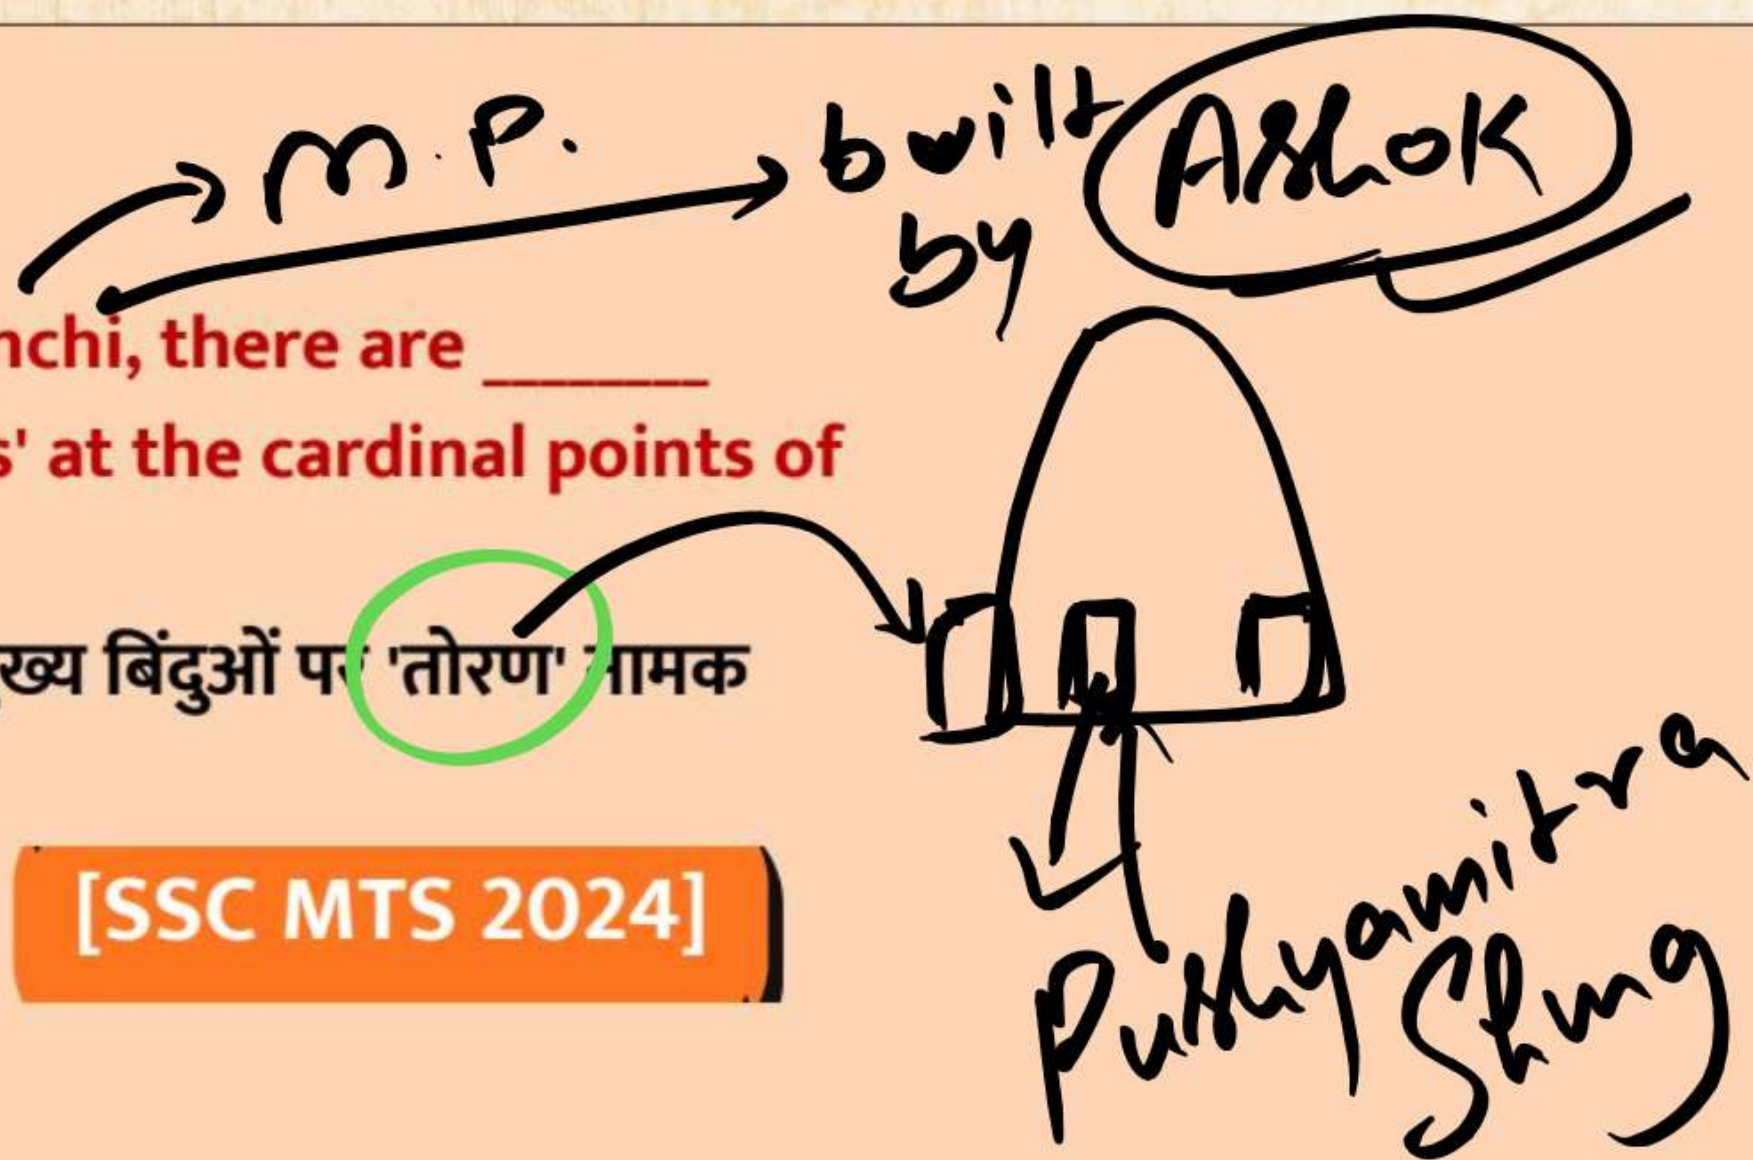 M.P. built Ashok
by
nchi, there are ________
s' at the cardinal points of
ख्य बिंदुओं पर 'तोरण' नामक
[SSC MTS 2024]
Pushyamitra
Shung